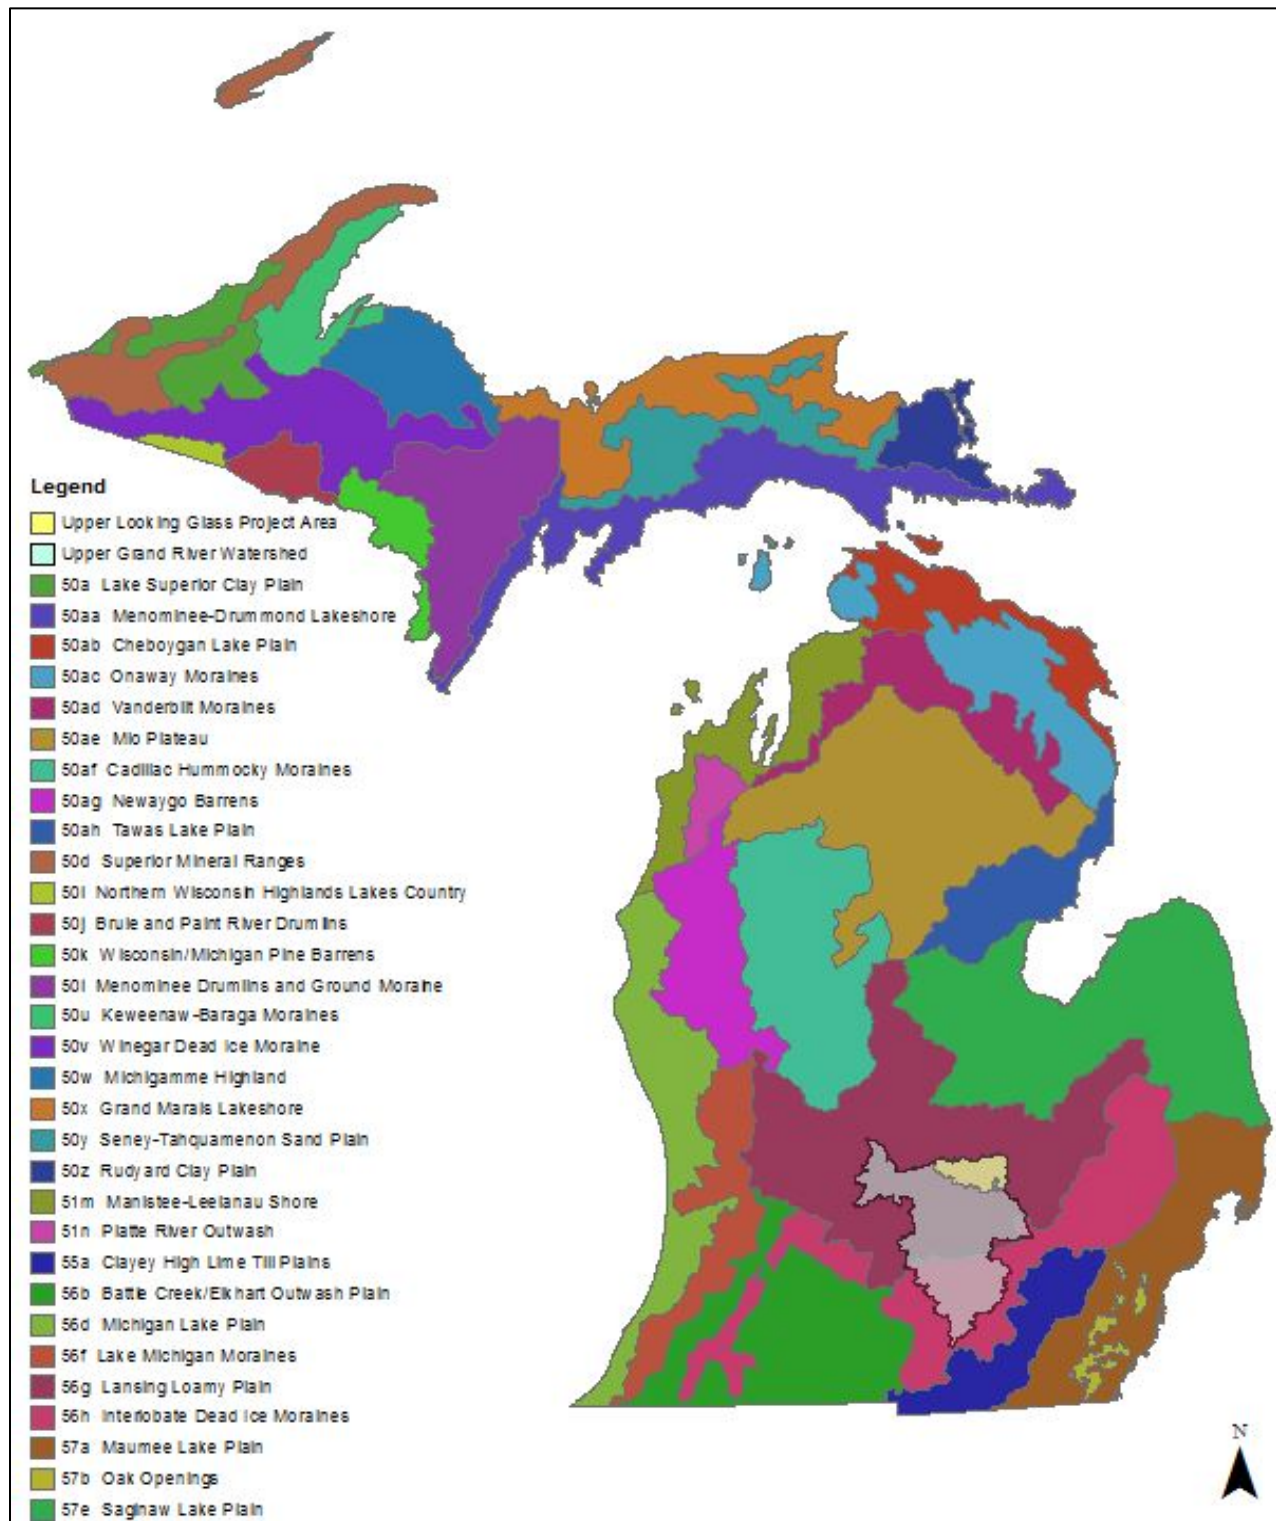 Legend
Upper Looking Glass Project Area
Upper Grand River Watershed
50a Lake Superior Clay Plain
50aa Menominee-Drummond Lakeshore
50ab Cheboygan Lake Plain
50ac Onaway Moraines
50ad Vanderbilt Moraines
50ae Mio Plateau
50af Cadillac Hummocky Moraines
50ag Newaygo Barrens
50ah Tawas Lake Plain
50d Superior Mineral Ranges
50i Northern Wisconsin Highlands Lakes Country
50j Brule and Paint River Drumlins
50k Wisconsin/Michigan Pine Barrens
50l Menominee Drumlins and Ground Moraine
50u Keweenaw-Baraga Moraines
50v Winegar Dead Ice Moraine
50w Michigamme Highland
50x Grand Marais Lakeshore
50y Seney-Tahquamenon Sand Plain
50z Rudyard Clay Plain
51m Manistee-Leelanau Shore
51n Platte River Outwash
55a Clayey High Lime Till Plains
56b Battle Creek/Elkhart Outwash Plain
56d Michigan Lake Plain
56f Lake Michigan Moraines
56g Lansing Loamy Plain
56h Interlobate Dead Ice Moraines
57a Maumee Lake Plain
57b Oak Openings
57e Saginaw Lake Plain
N